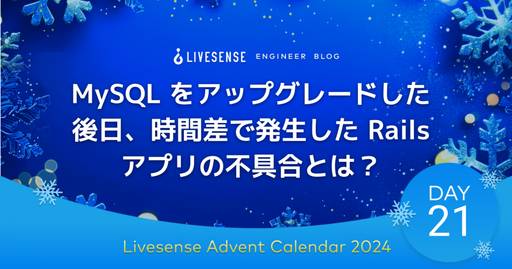 LIVESENSE ENGINEER BLOG
MySQL をアップグレードした
後日、時間差で発生した Rails
アプリの不具合とは？
DAY
21
Livesense Advent Calendar 2024